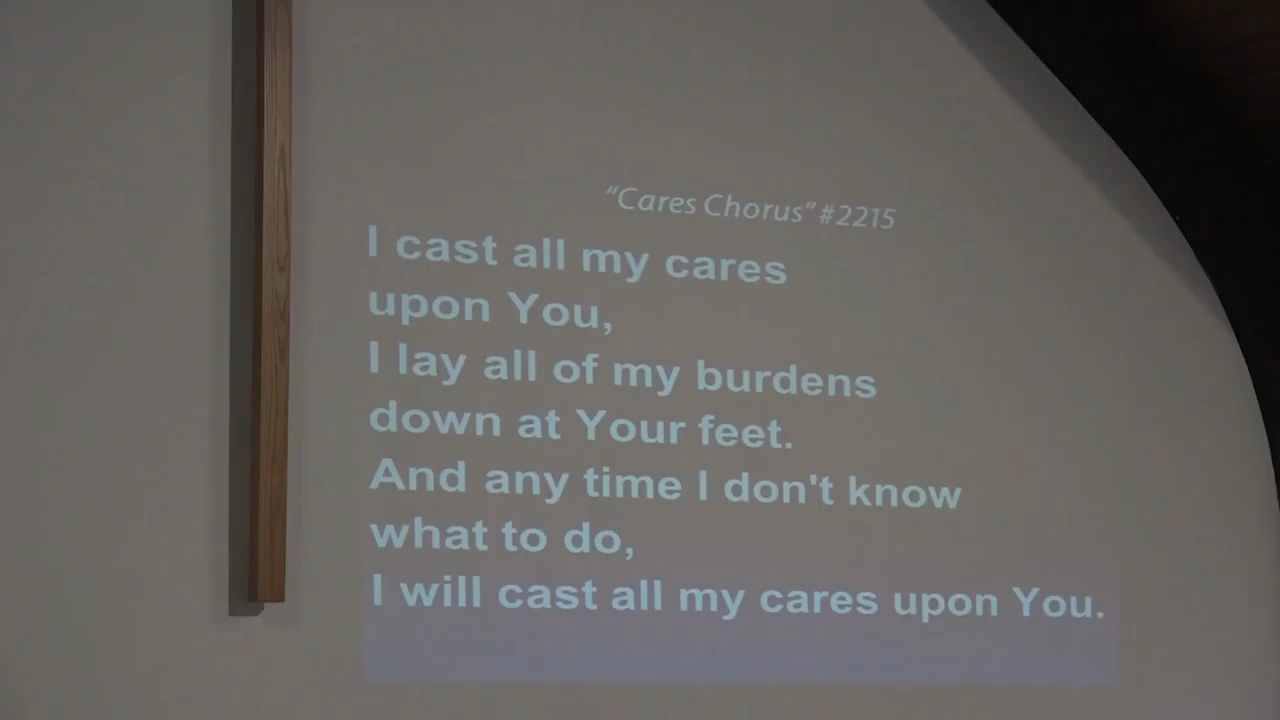 “Cares Chorus” #2215
I cast all my cares
upon You,
I lay all of my burdens
down at Your feet.
And any time I don't know
what to do,
I will cast all my cares upon You.